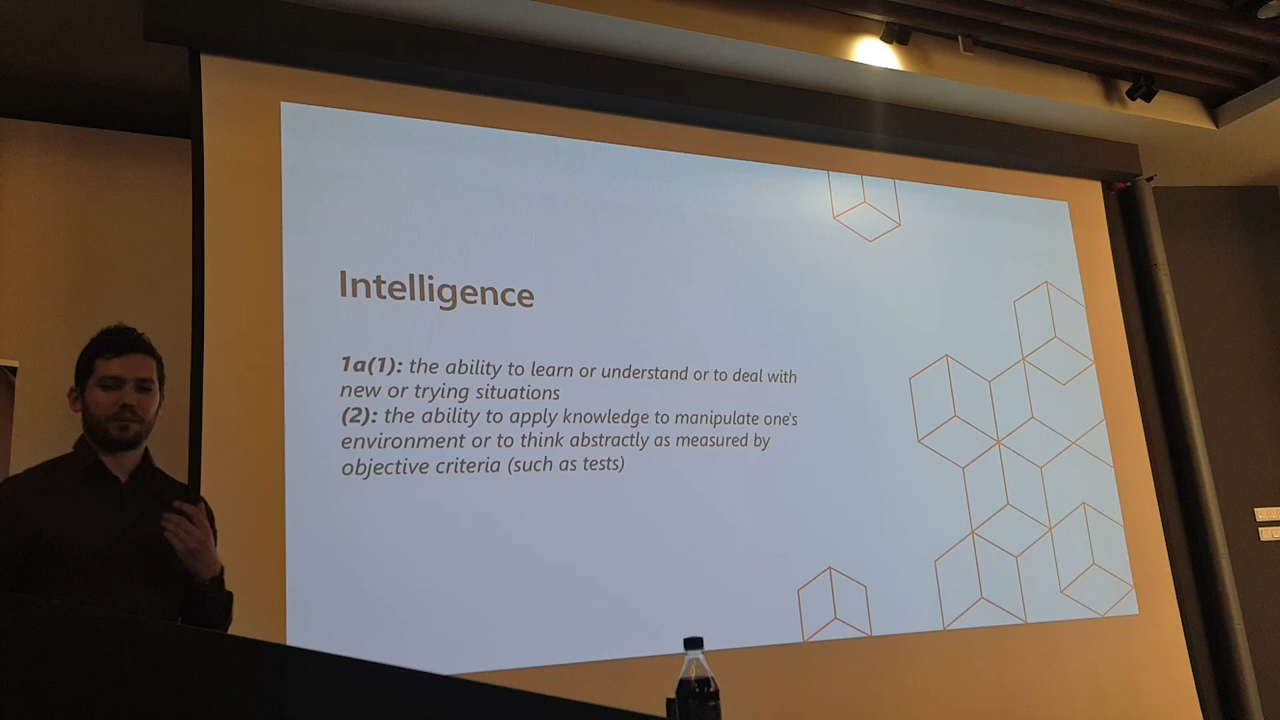 Intelligence
1a(1): the ability to learn or understand or to deal with
new or trying situations
(2): the ability to apply knowledge to manipulate one's
environment or to think abstractly as measured by
objective criteria (such as tests)